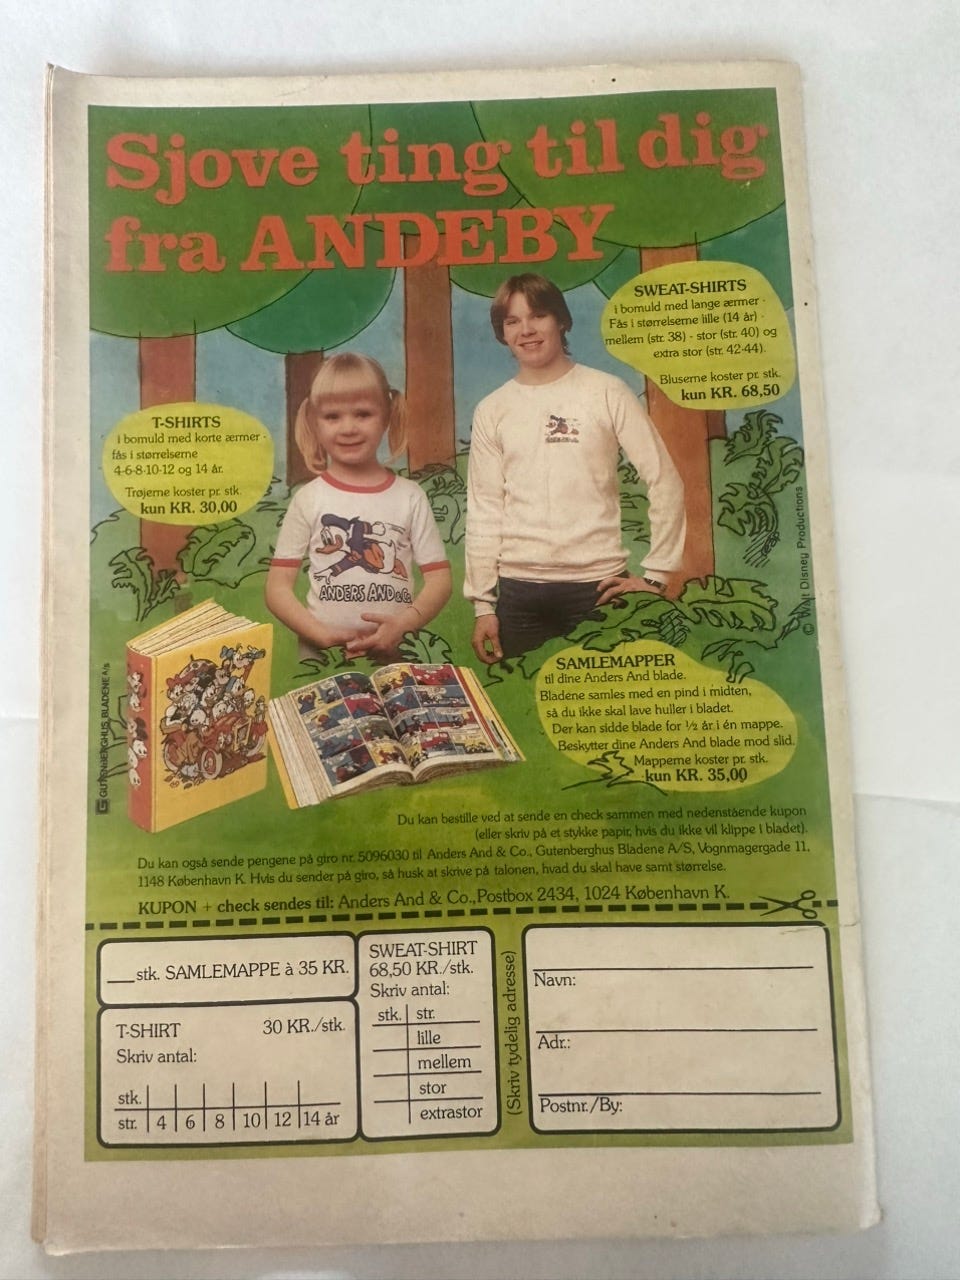 Sjove ting til dig
fra ANDEBY
SWEAT-SHIRTS
i bomuld med lange ærmer -
Fås i størrelserne lille (14 år) -
mellem (str. 38) - stor (str. 40) og
extra stor (str. 42-44).
Bluserne koster pr. stk.
kun KR. 68,50
T-SHIRTS
i bomuld med korte ærmer -
fås i størrelserne
4-6-8-10-12 og 14 år.
Trøjerne koster pr. stk.
kun KR. 30,00
ANDERS AND & Co.
© Walt Disney Productions
SAMLEMAPPER
til dine Anders And blade.
Bladene samles med en pind i midten,
så du ikke skal lave huller i bladet.
Der kan sidde blade for ½ år i én mappe.
Beskytter dine Anders And blade mod slid.
Mapperne koster pr. stk.
kun KR. 35,00
G GUTENBERGHUS BLADENE A/S
Du kan bestille ved at sende en check sammen med nedenstående kupon
(eller skriv på et stykke papir, hvis du ikke vil klippe i bladet).
Du kan også sende pengene på giro nr. 5096030 til Anders And & Co., Gutenberghus Bladene A/S, Vognmagergade 11,
1148 København K. Hvis du sender på giro, så husk at skrive på talonen, hvad du skal have samt størrelse.
KUPON + check sendes til: Anders And & Co., Postbox 2434, 1024 København K.
___stk. SAMLEMAPPE à 35 KR.
T-SHIRT 30 KR./stk.
Skriv antal:
stk.
str. 4 6 8 10 12 14 år
SWEAT-SHIRT
68,50 KR./stk.
Skriv antal:
stk. str.
lille
mellem
stor
extrastor
(Skriv tydelig adresse)
Navn:
Adr.:
Postnr./By: